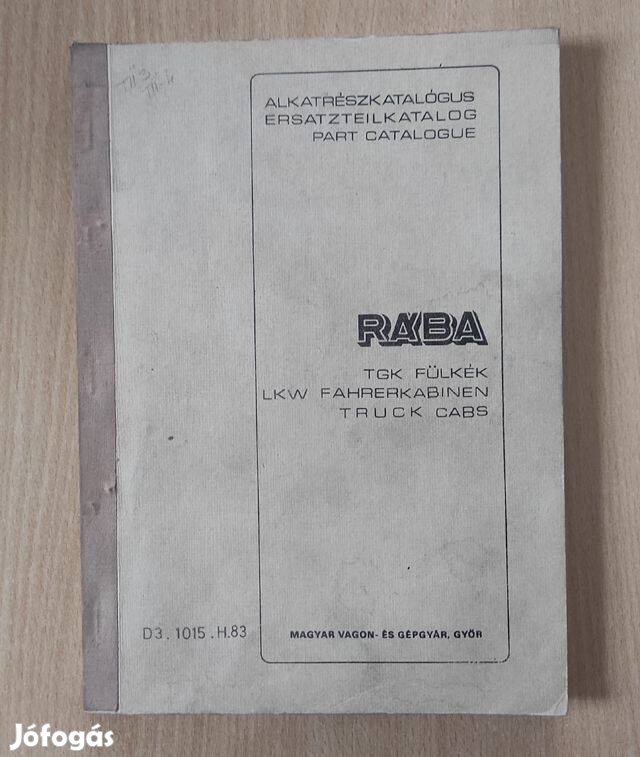 ALKATRÉSZKATALÓGUS
ERSATZTEILKATALOG
PART CATALOGUE
RÁBA
TGK FÜLKÉK
LKW FAHRERKABINEN
TRUCK CABS
D3. 1015 .H.83
MAGYAR VAGON- ÉS GÉPGYÁR, GYŐR
Jófogás